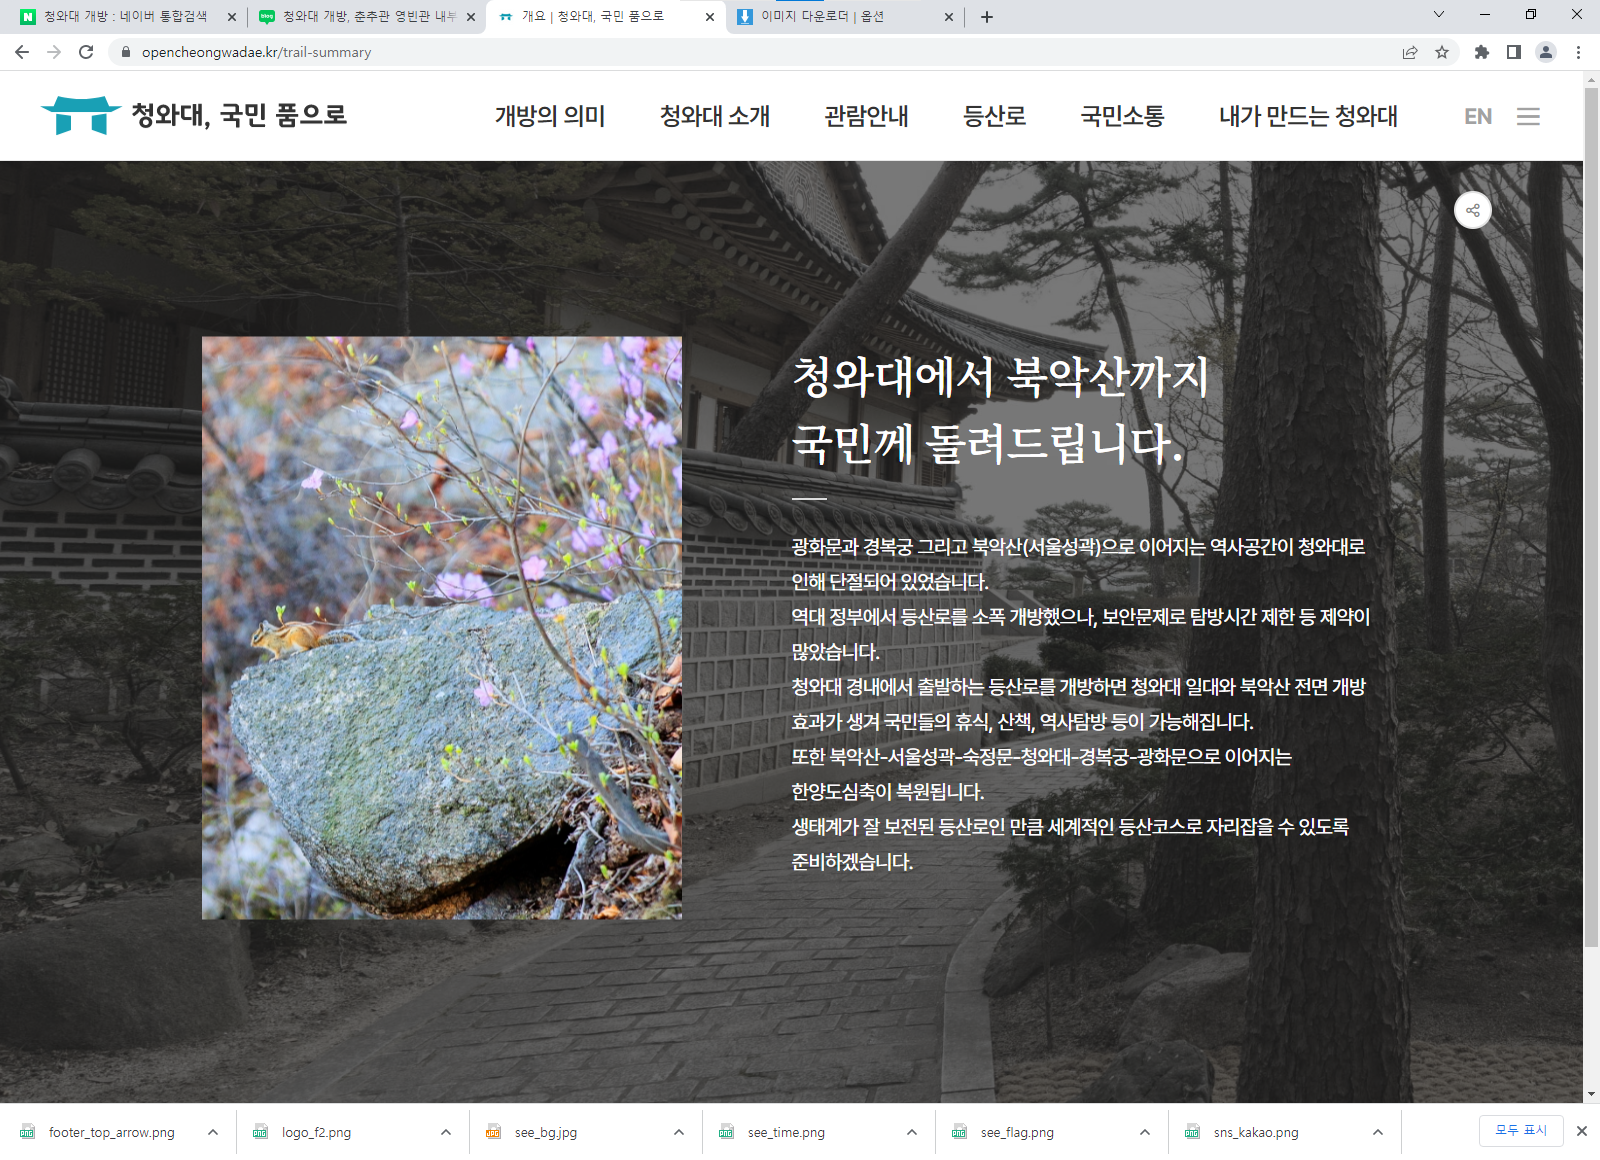 청와대 개방 : 네이버 통합검색
청와대 개방, 춘추관 영빈관 내부
개요 | 청와대, 국민 품으로
이미지 다운로더 | 옵션
opencheongwadae.kr/trail-summary
청와대, 국민 품으로
개방의 의미
청와대 소개
관람안내
등산로
국민소통
내가 만드는 청와대
EN
청와대에서 북악산까지
국민께 돌려드립니다.
광화문과 경복궁 그리고 북악산(서울성곽)으로 이어지는 역사공간이 청와대로
인해 단절되어 있었습니다.
역대 정부에서 등산로를 소폭 개방했으나, 보안문제로 탐방시간 제한 등 제약이
많았습니다.
청와대 경내에서 출발하는 등산로를 개방하면 청와대 일대와 북악산 전면 개방
효과가 생겨 국민들의 휴식, 산책, 역사탐방 등이 가능해집니다.
또한 북악산-서울성곽-숙정문-청와대-경복궁-광화문으로 이어지는
한양도심축이 복원됩니다.
생태계가 잘 보전된 등산로인 만큼 세계적인 등산코스로 자리잡을 수 있도록
준비하겠습니다.
footer_top_arrow.png
logo_f2.png
see_bg.jpg
see_time.png
see_flag.png
sns_kakao.png
모두 표시